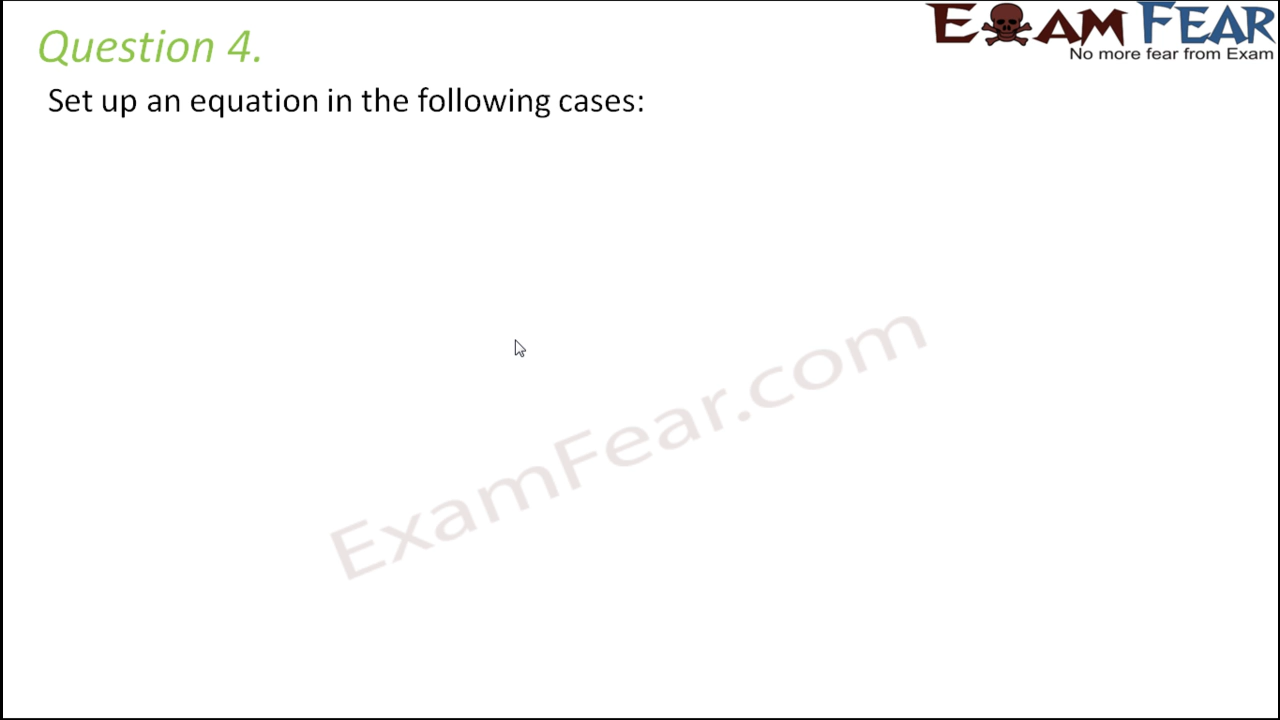 EXAM FEAR
No more fear from Exam
Question 4.
Set up an equation in the following cases:
ExamFear.com